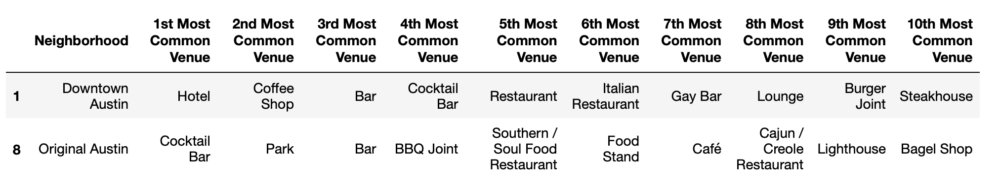 Neighborhood 1st Most Common Venue 2nd Most Common Venue 3rd Most Common Venue 4th Most Common Venue 5th Most Common Venue 6th Most Common Venue 7th Most Common Venue 8th Most Common Venue 9th Most Common Venue 10th Most Common Venue
1 Downtown Austin Hotel Coffee Shop Bar Cocktail Bar Restaurant Italian Restaurant Gay Bar Lounge Burger Joint Steakhouse
8 Original Austin Cocktail Bar Park Bar BBQ Joint Southern / Soul Food Restaurant Food Stand Café Cajun / Creole Restaurant Lighthouse Bagel Shop